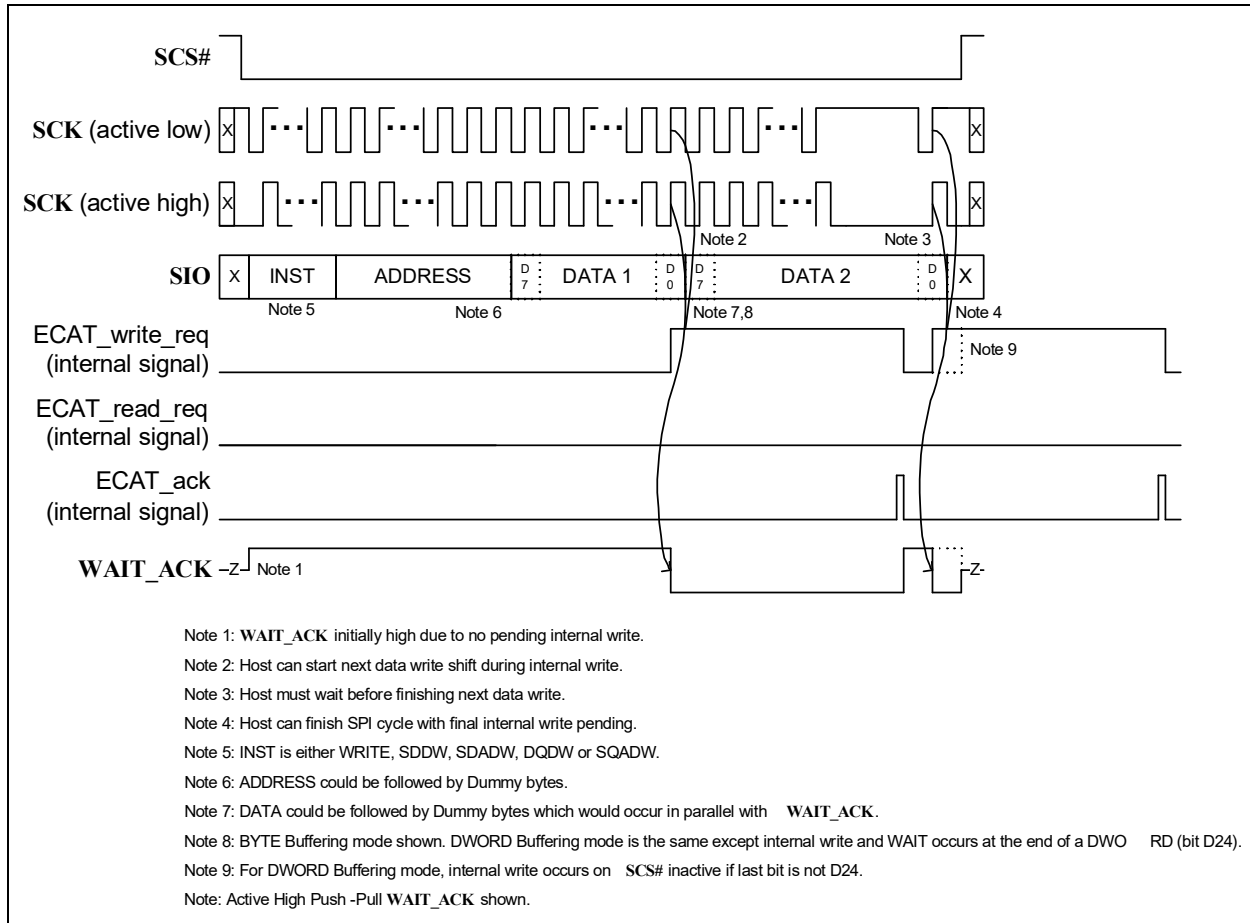 SCS#
SCK (active low) X X
SCK (active high) X X
Note 2 Note 3
SIO X INST ADDRESS D7 DATA 1 D0 D7 DATA 2 D0 X
Note 5 Note 6 Note 7,8 Note 4
ECAT_write_req
(internal signal)
Note 9
ECAT_read_req
(internal signal)
ECAT_ack
(internal signal)
WAIT_ACK -Z Note 1 -Z-
Note 1: WAIT_ACK initially high due to no pending internal write.
Note 2: Host can start next data write shift during internal write.
Note 3: Host must wait before finishing next data write.
Note 4: Host can finish SPI cycle with final internal write pending.
Note 5: INST is either WRITE, SDDW, SDADW, DQDW or SQADW.
Note 6: ADDRESS could be followed by Dummy bytes.
Note 7: DATA could be followed by Dummy bytes which would occur in parallel with WAIT_ACK.
Note 8: BYTE Buffering mode shown. DWORD Buffering mode is the same except internal write and WAIT occurs at the end of a DWO RD (bit D24).
Note 9: For DWORD Buffering mode, internal write occurs on SCS# inactive if last bit is not D24.
Note: Active High Push -Pull WAIT_ACK shown.